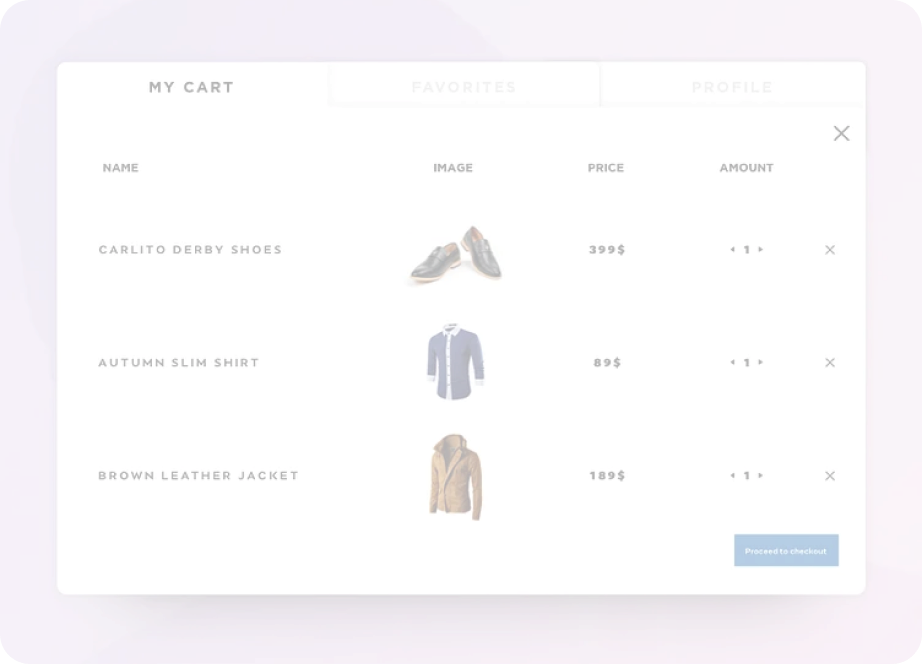 MY CART FAVORITES PROFILE
NAME IMAGE PRICE AMOUNT
CARLITO DERBY SHOES 399$ 1
AUTUMN SLIM SHIRT 89$ 1
BROWN LEATHER JACKET 189$ 1
Proceed to checkout